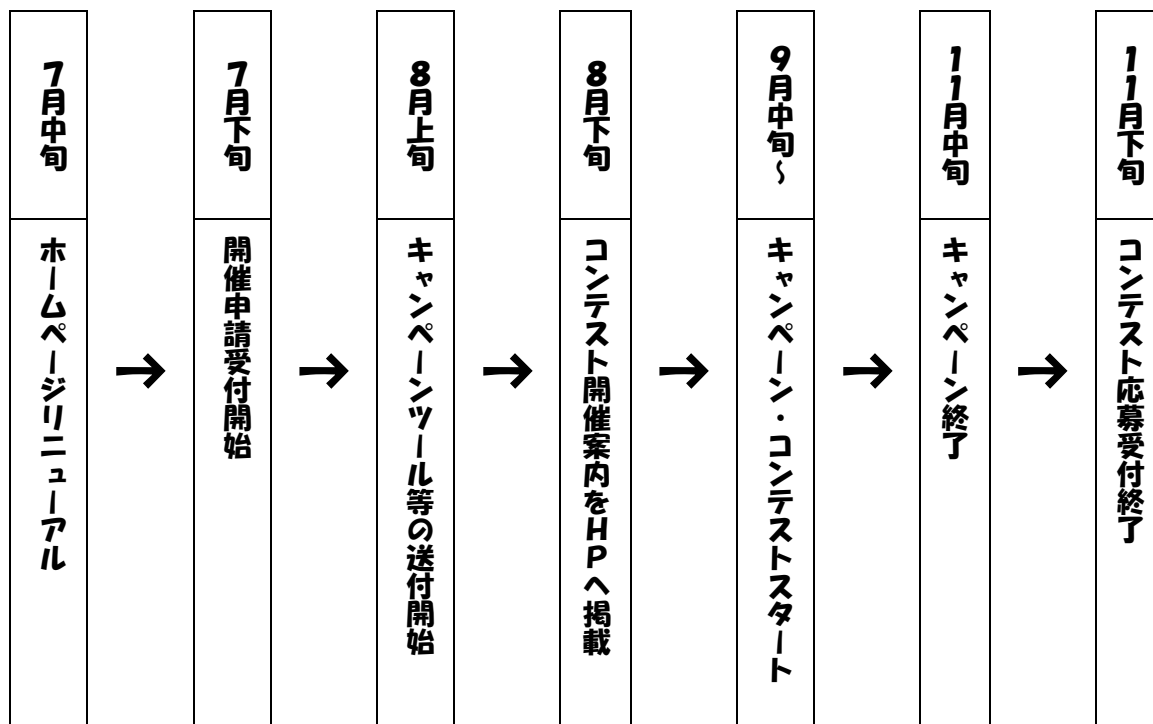 7月中旬
ホームページリニューアル
→
7月下旬
開催申請受付開始
→
8月上旬
キャンペーンツール等の送付開始
→
8月下旬
コンテスト開催案内をHPへ掲載
→
9月中旬~
キャンペーン・コンテストスタート
→
11月中旬
キャンペーン終了
→
11月下旬
コンテスト応募受付終了